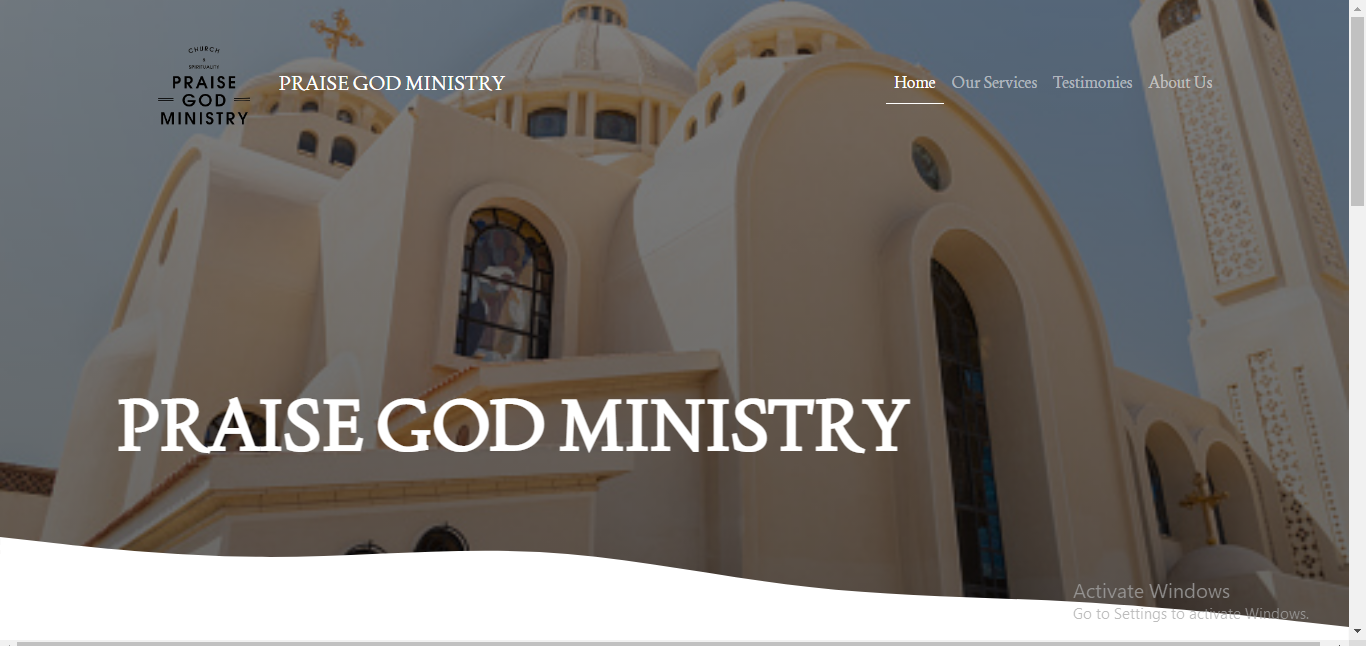 CHURCH
&
SPIRITUALITY
PRAISE
GOD
MINISTRY
PRAISE GOD MINISTRY
Home Our Services Testimonies About Us
PRAISE GOD MINISTRY
Activate Windows
Go to Settings to activate Windows.